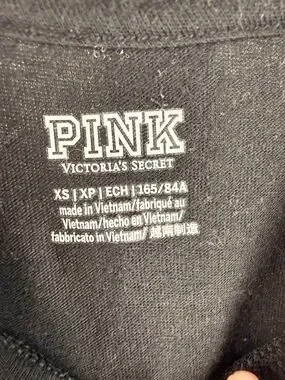 PINK
VICTORIA'S SECRET
XS | XP | ECH | 165/84A
made in Vietnam/fabriqué au
Vietnam/hecho en Vietnam/
fabbricato in Vietnam/ 越南制造